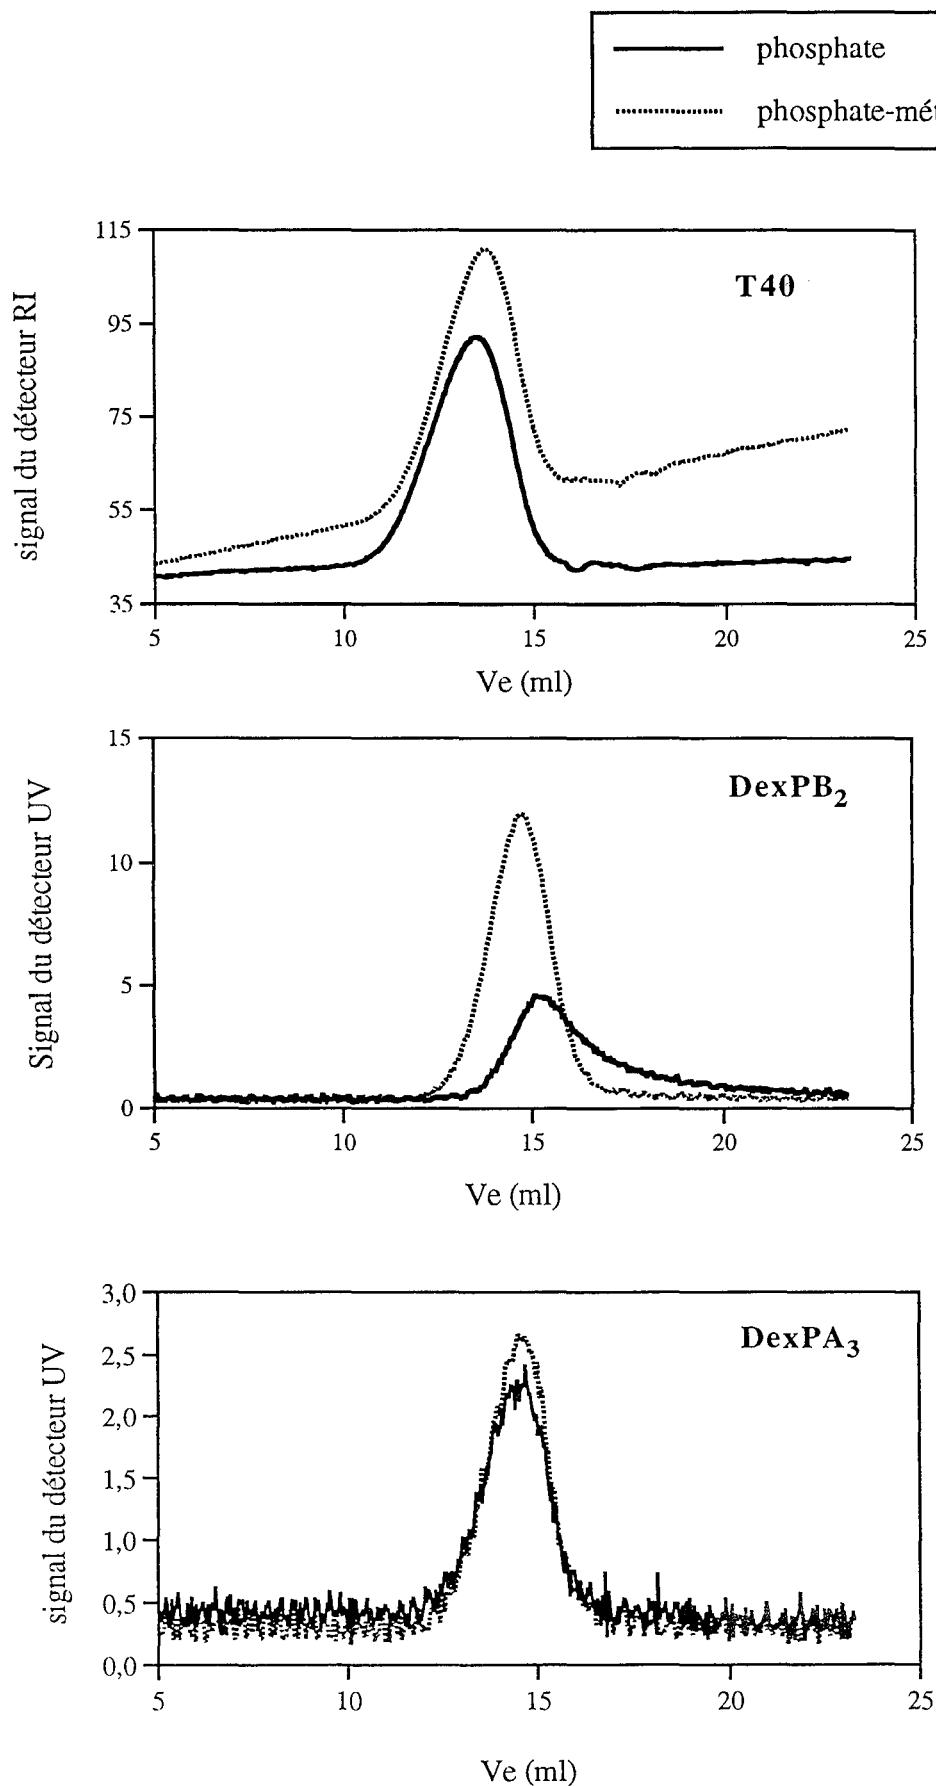 phosphate
phosphate-mét
115
95
75
55
35
signal du détecteur RI
T40
5 10 15 20 25
Ve (ml)
15
10
5
0
Signal du détecteur UV
DexPB2
5 10 15 20 25
Ve (ml)
3,0
2,5
2,0
1,5
1,0
0,5
0,0
signal du détecteur UV
DexPA3
5 10 15 20 25
Ve (ml)